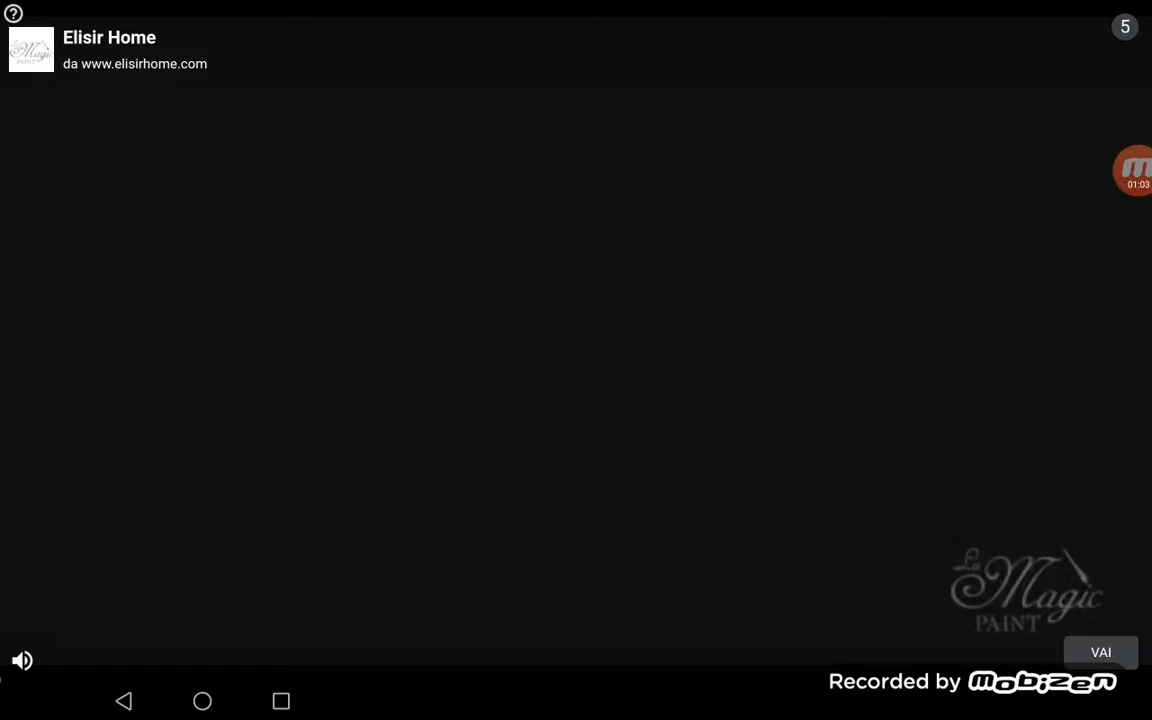 Elisir Home
da www.elisirhome.com
5
01:03
La Magic
PAINT
VAI
Recorded by mobizen